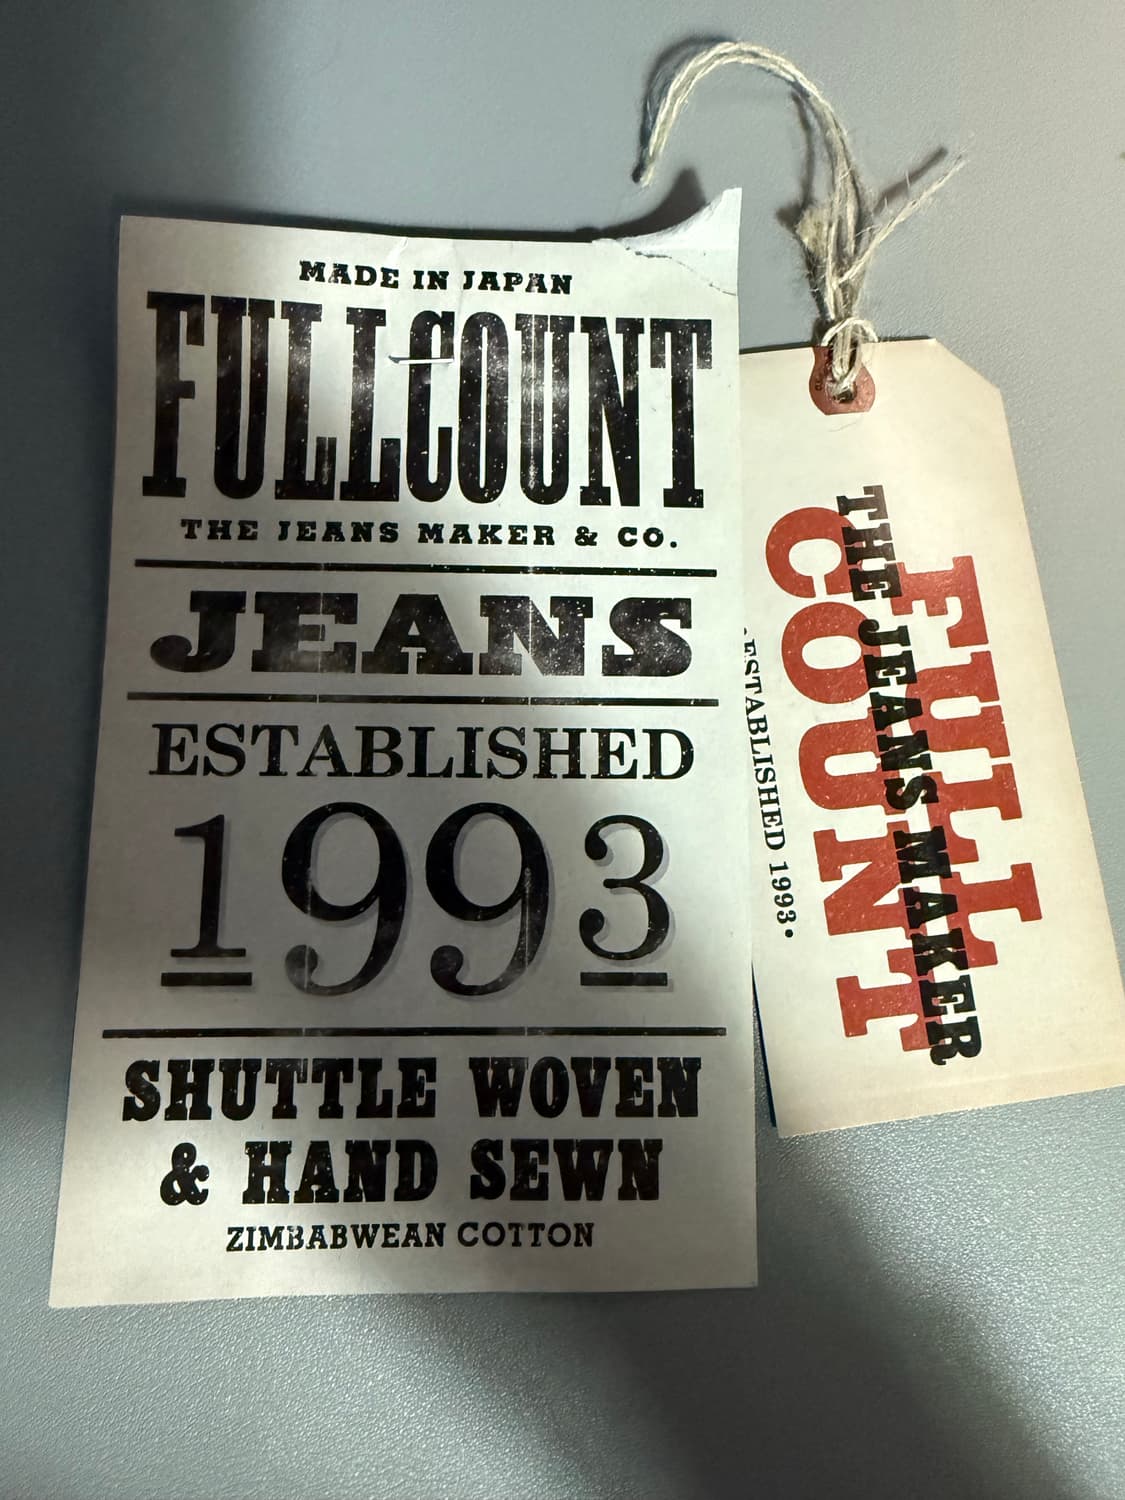 MADE IN JAPAN
FULLCOUNT
THE JEANS MAKER & CO.
JEANS
ESTABLISHED
1993
SHUTTLE WOVEN
& HAND SEWN
ZIMBABWEAN COTTON
FULL
COUNT
THE JEANS MAKER
•ESTABLISHED 1993•